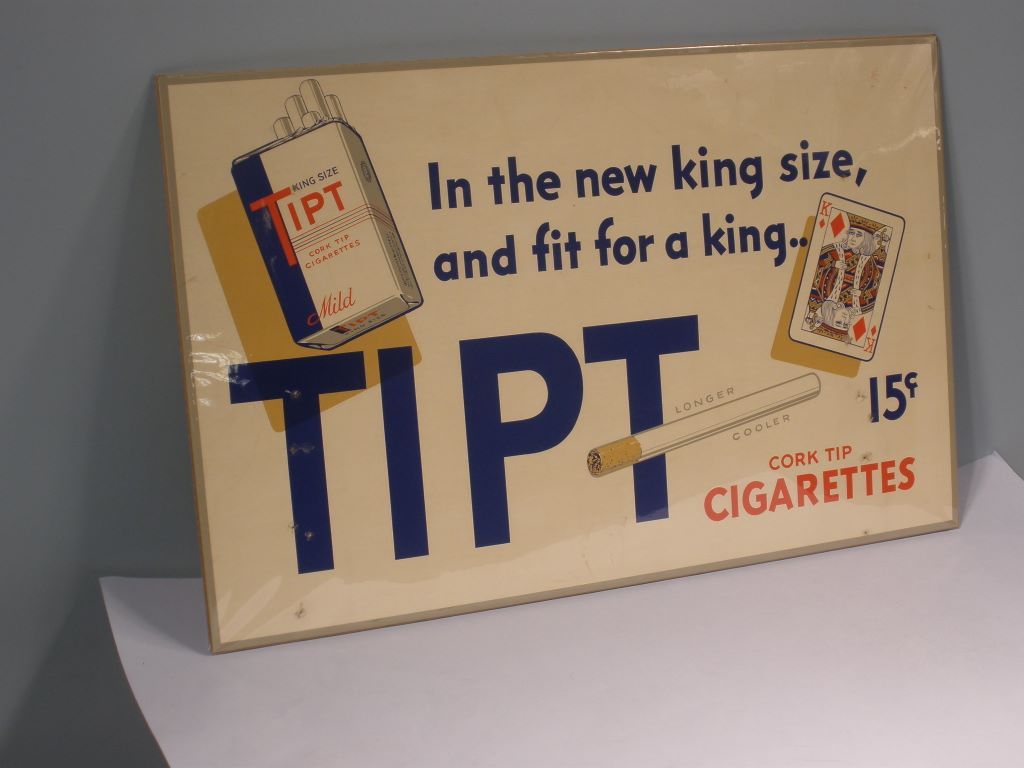 KING SIZE
TIPT
CORK TIP
CIGARETTES
Mild
TIPT
In the new king size,
and fit for a king..
K
K
TIPT
LONGER
COOLER
15¢
CORK TIP
CIGARETTES